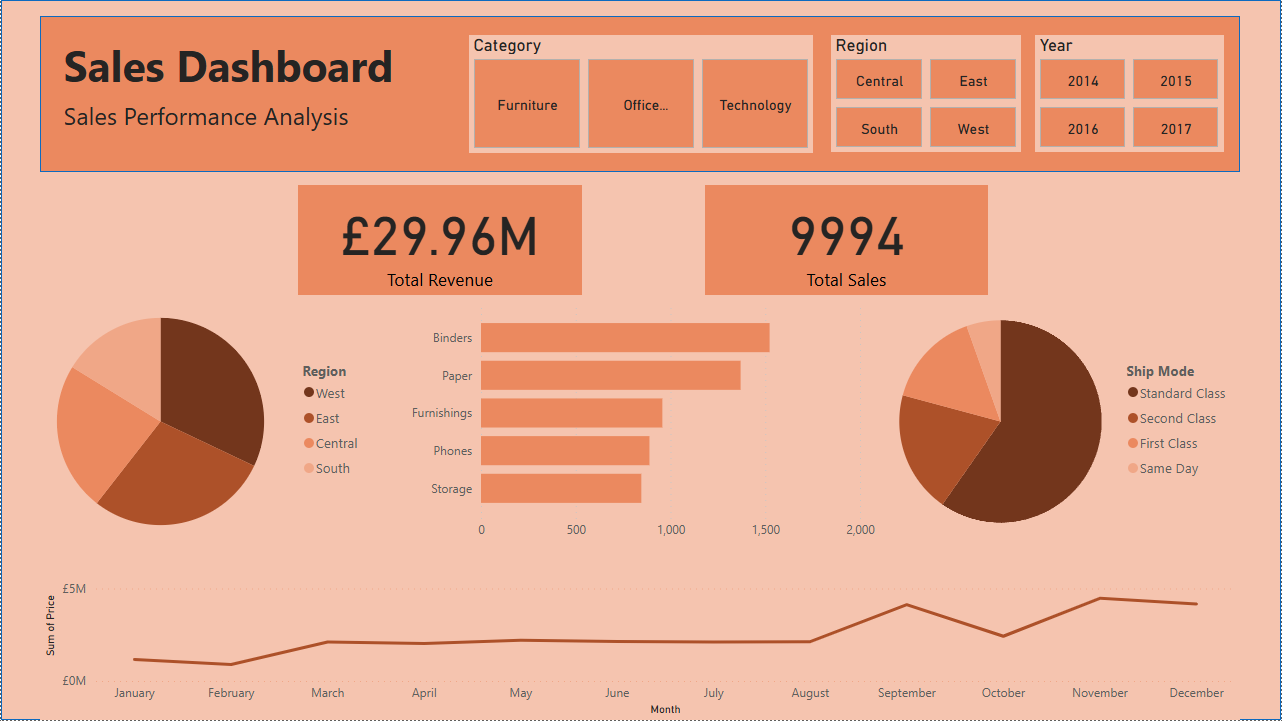 Sales Dashboard
Sales Performance Analysis
Category
Furniture
Office...
Technology
Region
Central
East
South
West
Year
2014
2015
2016
2017
£29.96M
Total Revenue
9994
Total Sales
Region
West
East
Central
South
Binders
Paper
Furnishings
Phones
Storage
0 500 1,000 1,500 2,000
Ship Mode
Standard Class
Second Class
First Class
Same Day
Sum of Price
£5M
£0M
January February March April May June July August September October November December
Month